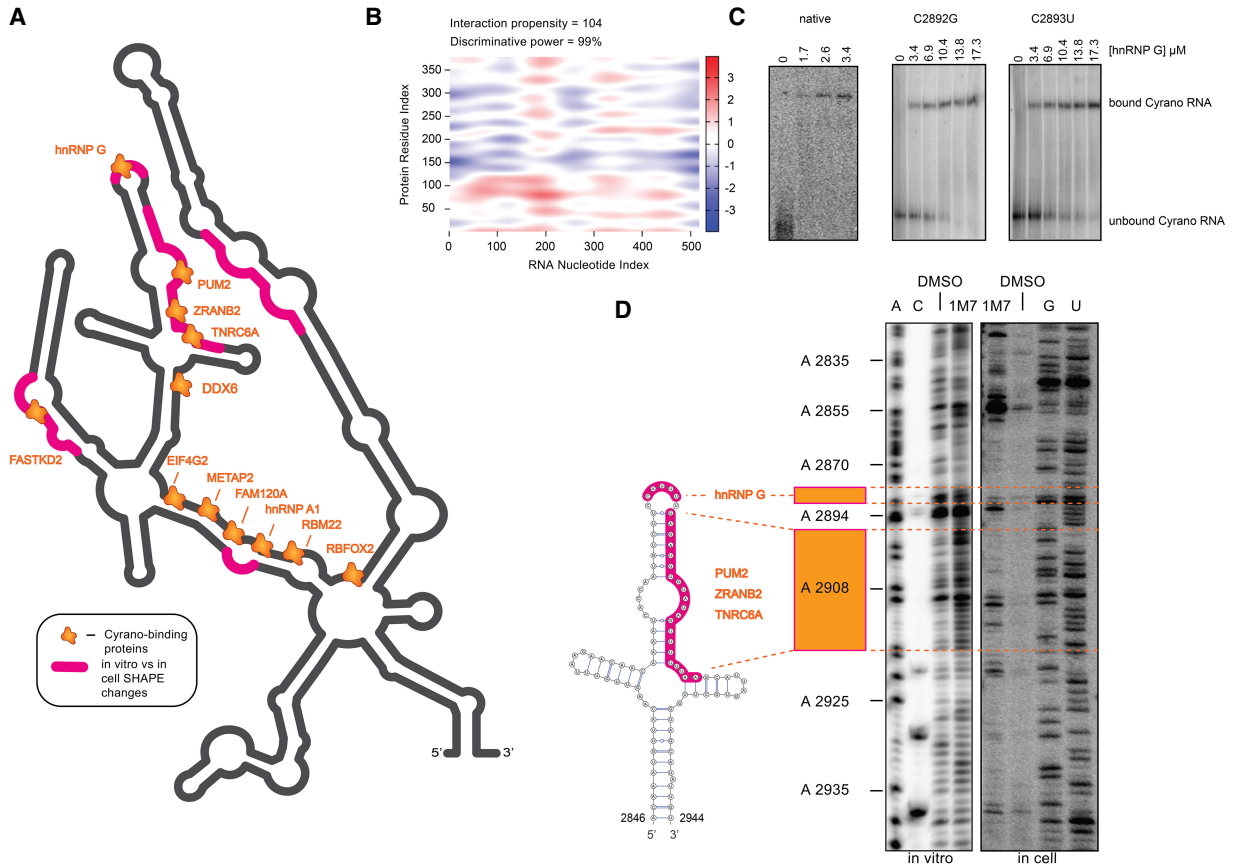 A
hnRNP G
PUM2
ZRANB2
TNRC6A
DDX6
FASTKD2
EIF4G2
METAP2
FAM120A
hnRNP A1
RBM22
RBFOX2
Cyrano-binding
proteins
in vitro vs in
cell SHAPE
changes
5' 3'
B
Interaction propensity = 104
Discriminative power = 99%
Protein Residue Index
350
300
250
200
150
100
50
0 100 200 300 400 500
RNA Nucleotide Index
3
2
1
0
-1
-2
-3
C
native C2892G C2893U
0 1.7 2.6 3.4
0 3.4 6.9 10.4 13.8 17.3
0 3.4 6.9 10.4 13.8 17.3
[hnRNP G] µM
bound Cyrano RNA
unbound Cyrano RNA
D
DMSO DMSO
A C 1M7 1M7 G U
A 2835
A 2855
A 2870
hnRNP G
A 2894
PUM2
ZRANB2
TNRC6A
A 2908
A 2925
A 2935
2846 2944
5' 3'
in vitro in cell